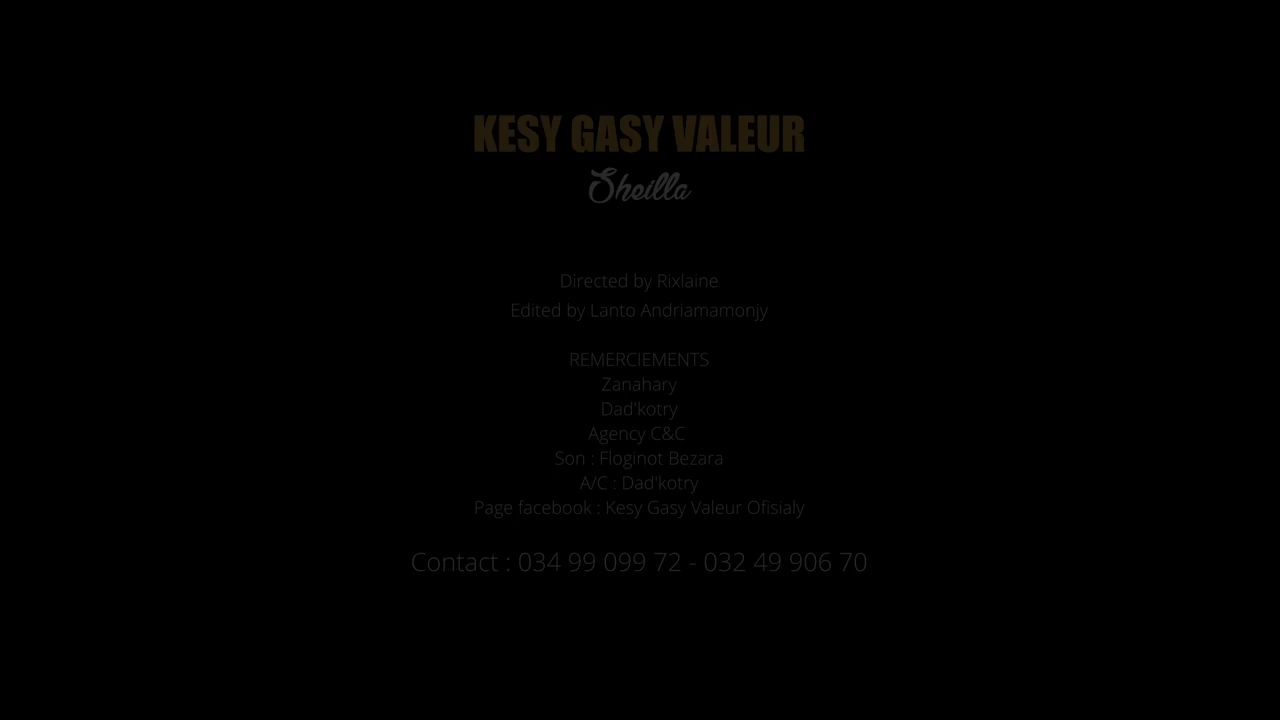 KESY GASY VALEUR
Sheilla
Directed by Rixlaine
Edited by Lanto Andriamamonjy
REMERCIEMENTS
Zanahary
Dad'kotry
Agency C&C
Son : Floginot Bezara
A/C : Dad'kotry
Page facebook : Kesy Gasy Valeur Ofisialy
Contact : 034 99 099 72 - 032 49 906 70